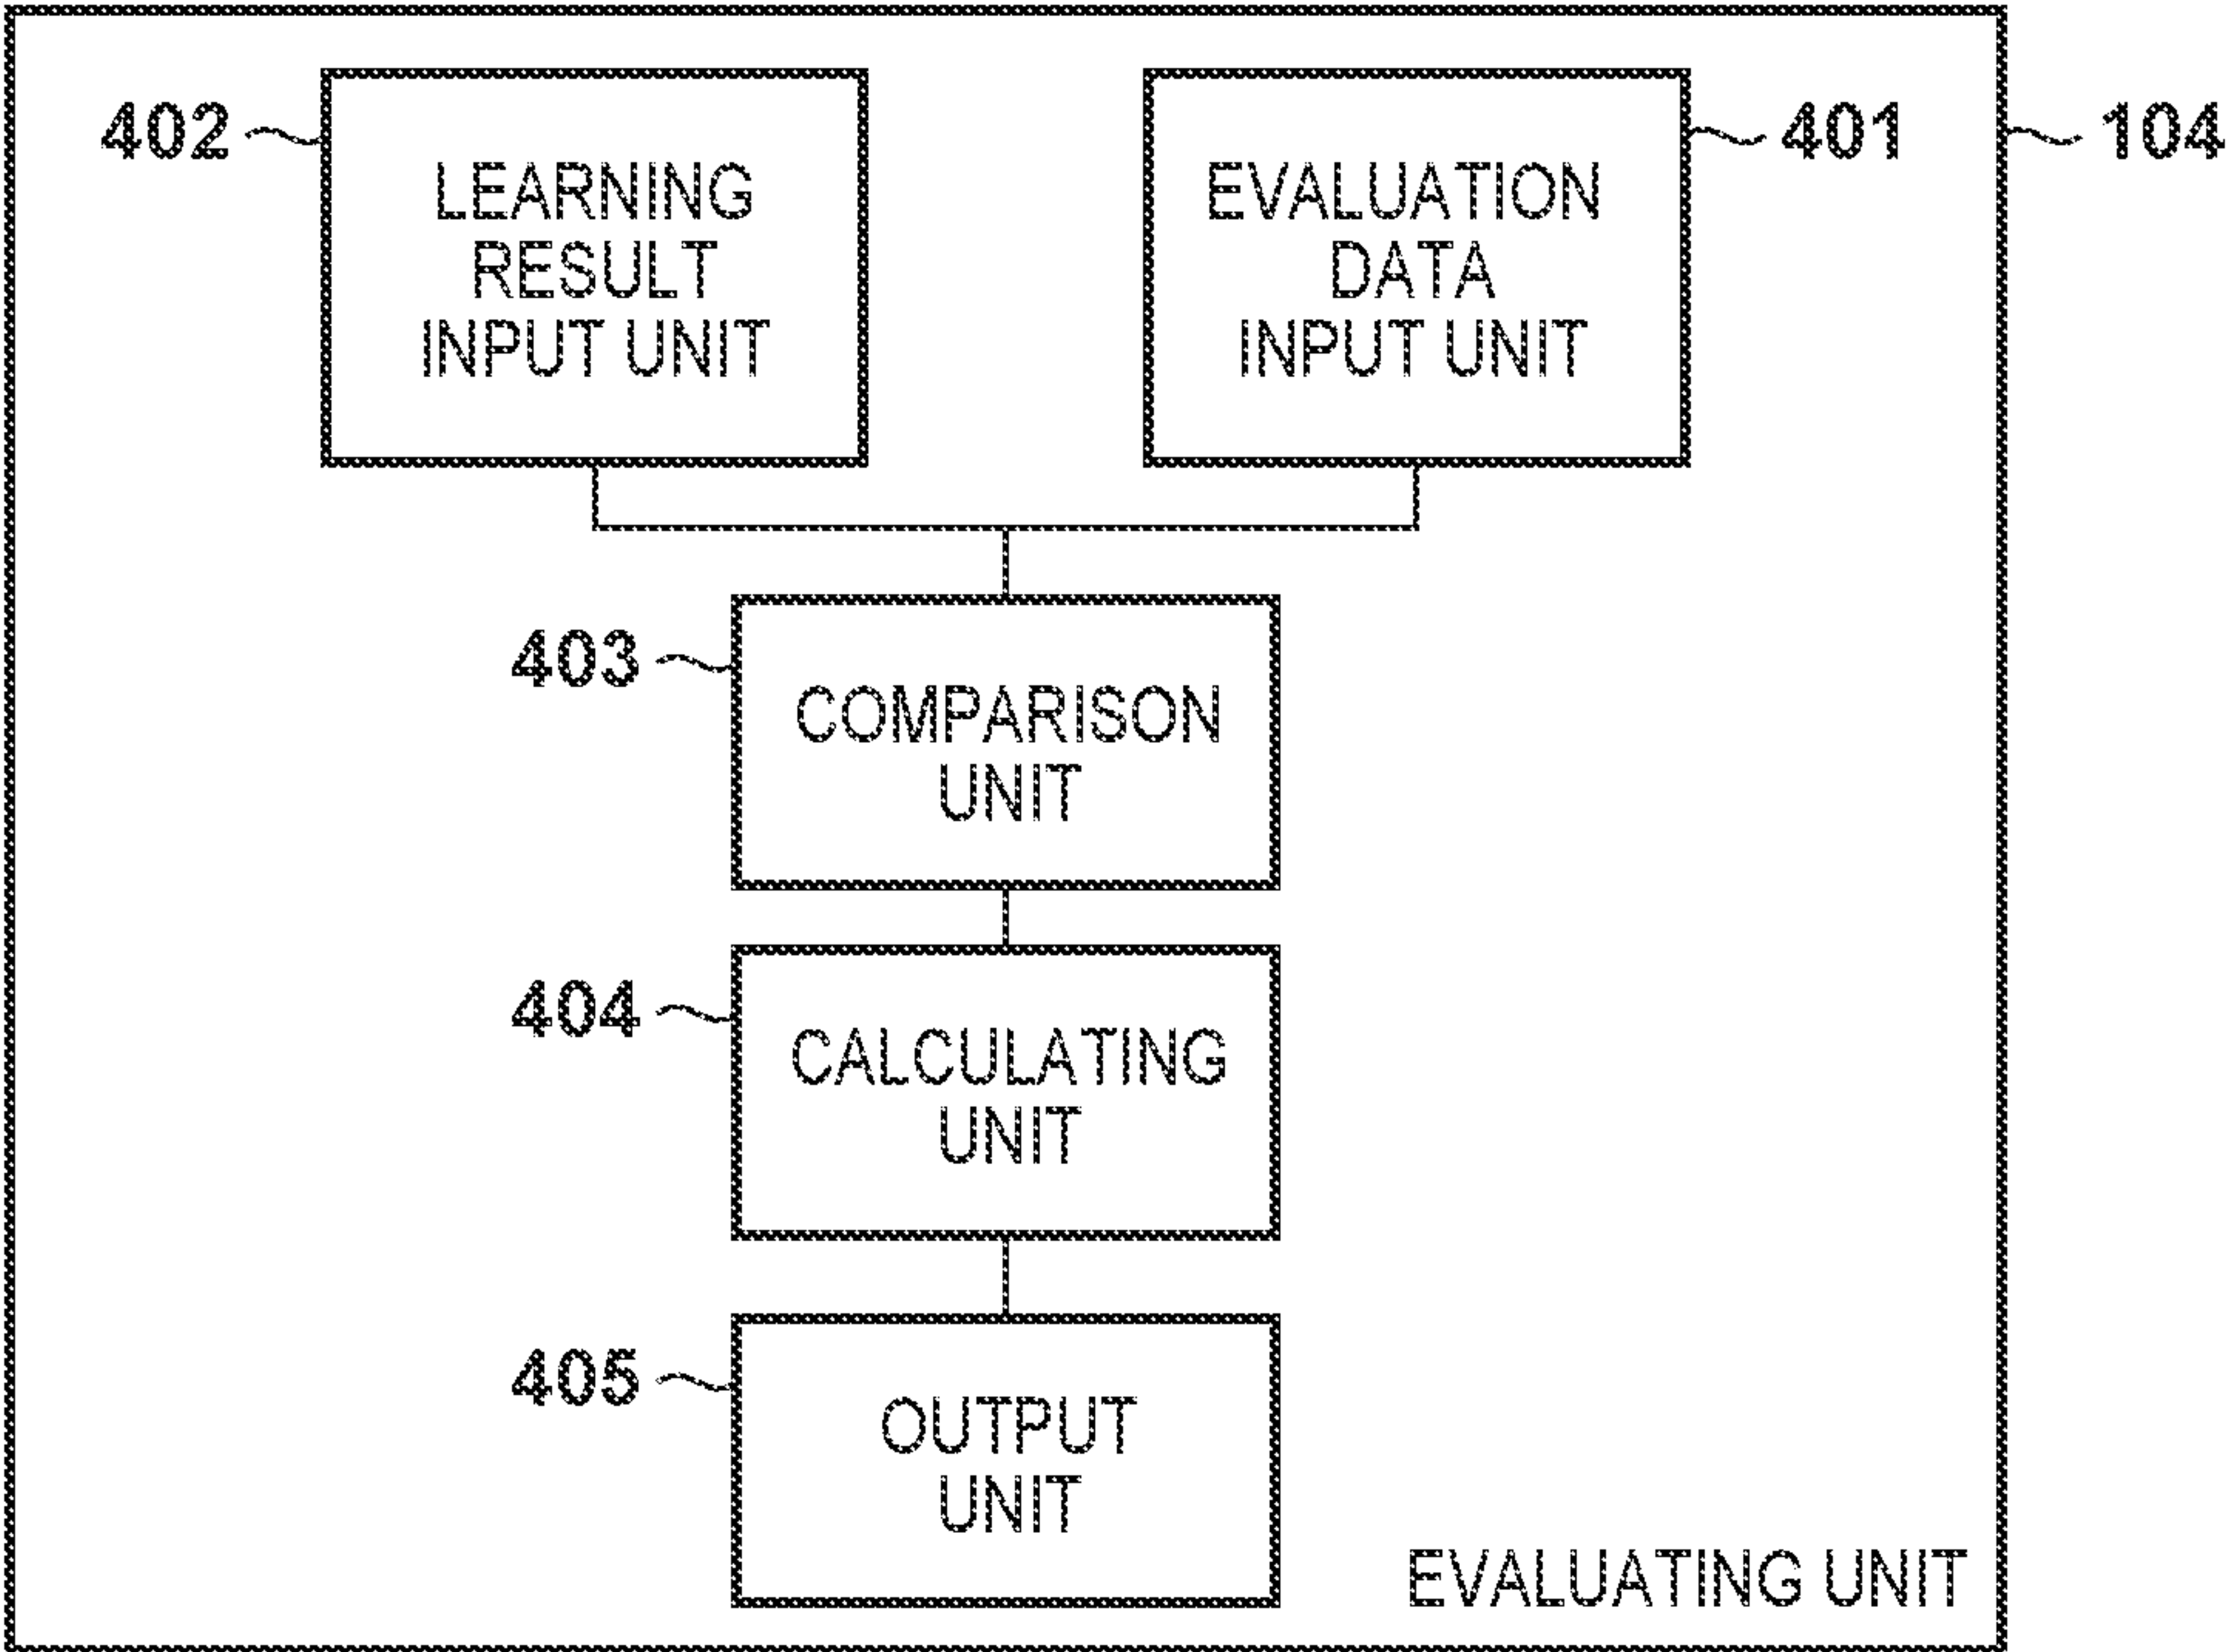 402
LEARNING
RESULT
INPUT UNIT
EVALUATION
DATA
INPUT UNIT
401
104
403
COMPARISON
UNIT
404
CALCULATING
UNIT
405
OUTPUT
UNIT
EVALUATING UNIT